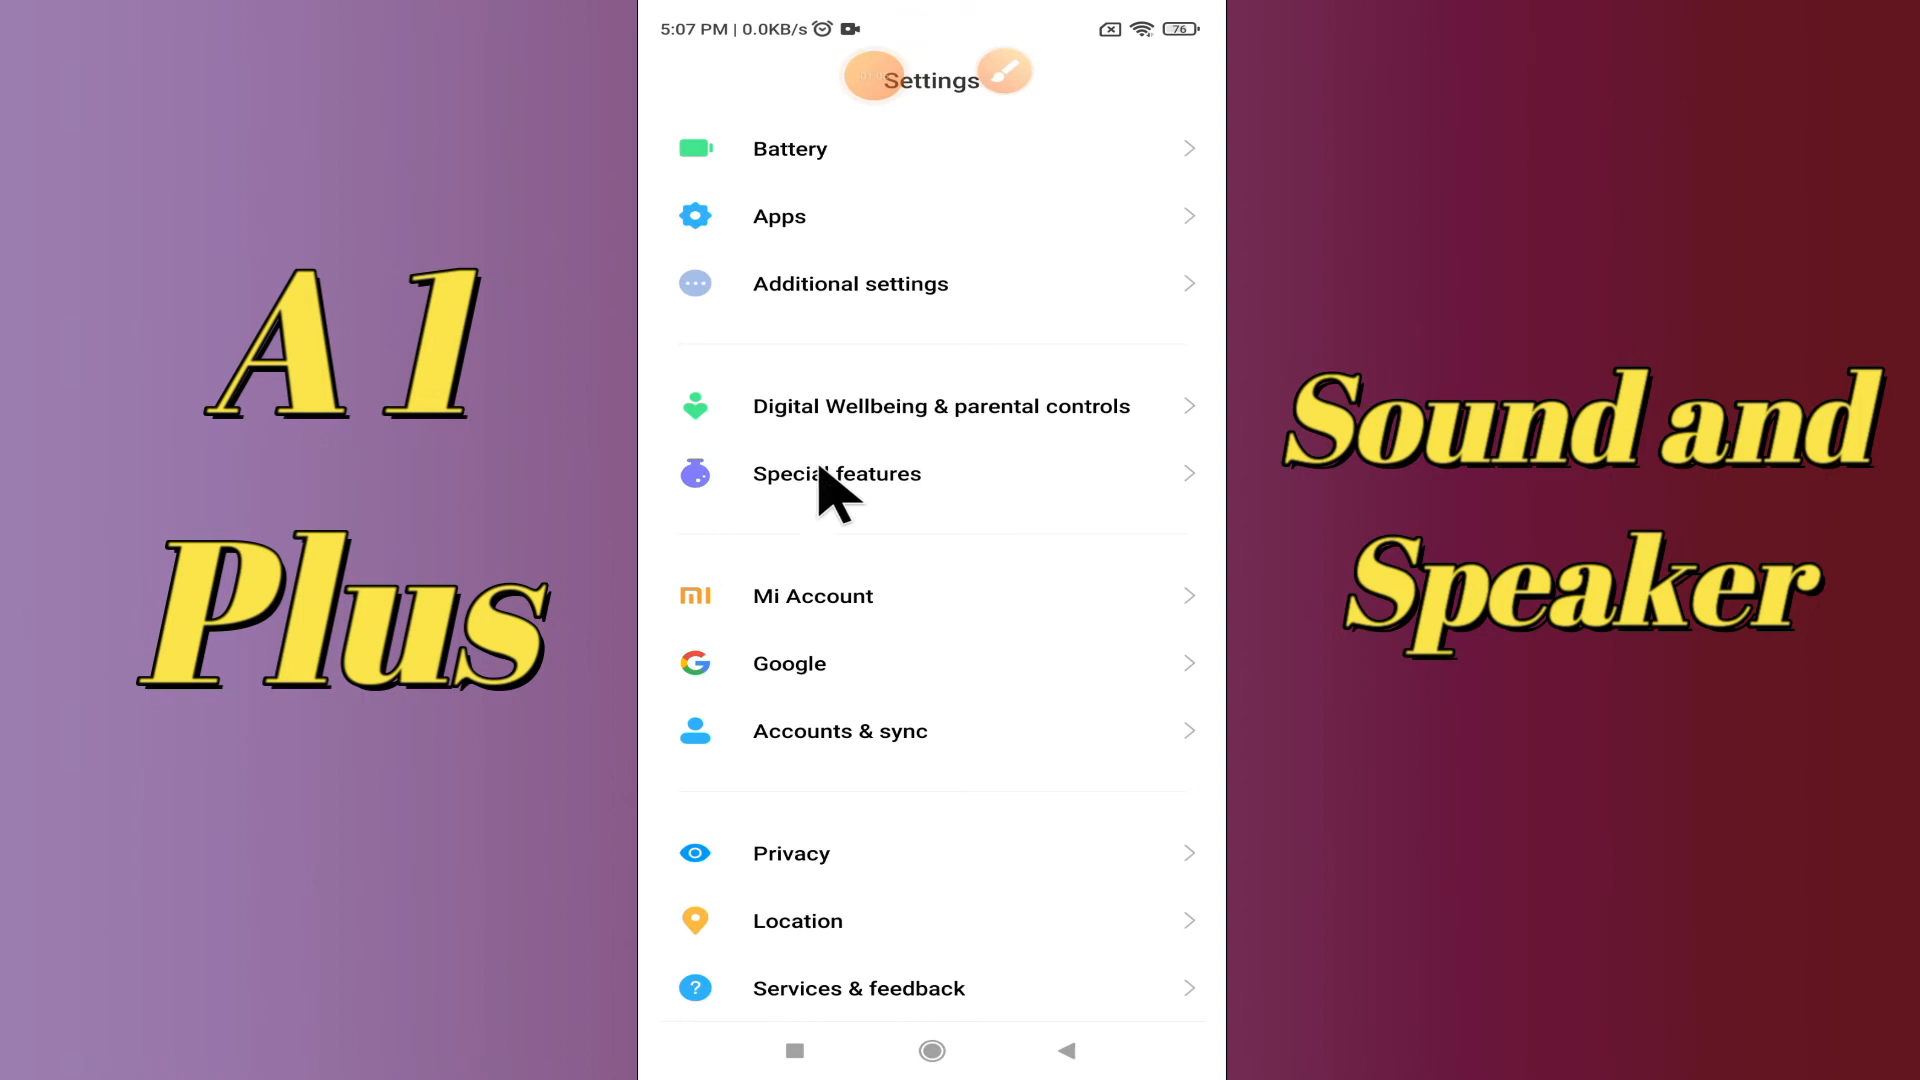 5:07 PM | 0.0KB/s
76
Settings
Battery
Apps
Additional settings
Digital Wellbeing & parental controls
Special features
Mi Account
Google
Accounts & sync
Privacy
Location
Services & feedback
A1
Plus
Sound and
Speaker